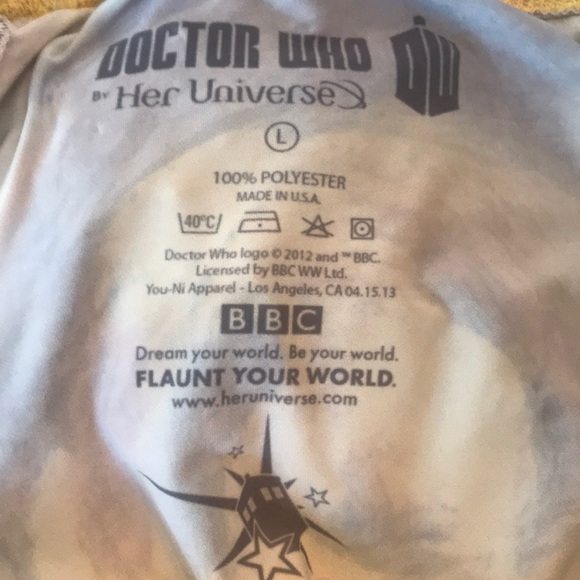 DOCTOR WHO DW
BY Her Universe
L
100% POLYESTER
MADE IN U.S.A.
40°C
Doctor Who logo © 2012 and ™ BBC.
Licensed by BBC WW Ltd.
You-Ni Apparel - Los Angeles, CA 04.15.13
BBC
Dream your world. Be your world.
FLAUNT YOUR WORLD.
www.heruniverse.com